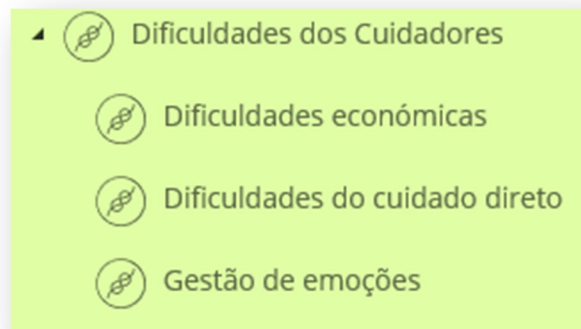 Dificuldades dos Cuidadores
Dificuldades económicas
Dificuldades do cuidado direto
Gestão de emoções